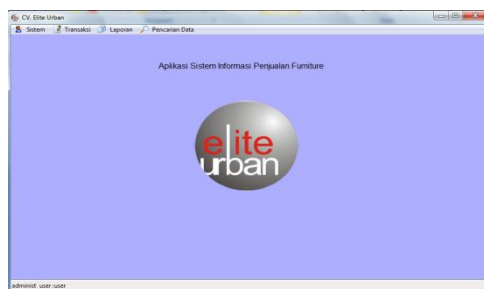 CV. Elite Urban
Sistem Transaksi Laporan Pencarian Data
Aplikasi Sistem Informasi Penjualan Furniture
elite
urban
administ user :user